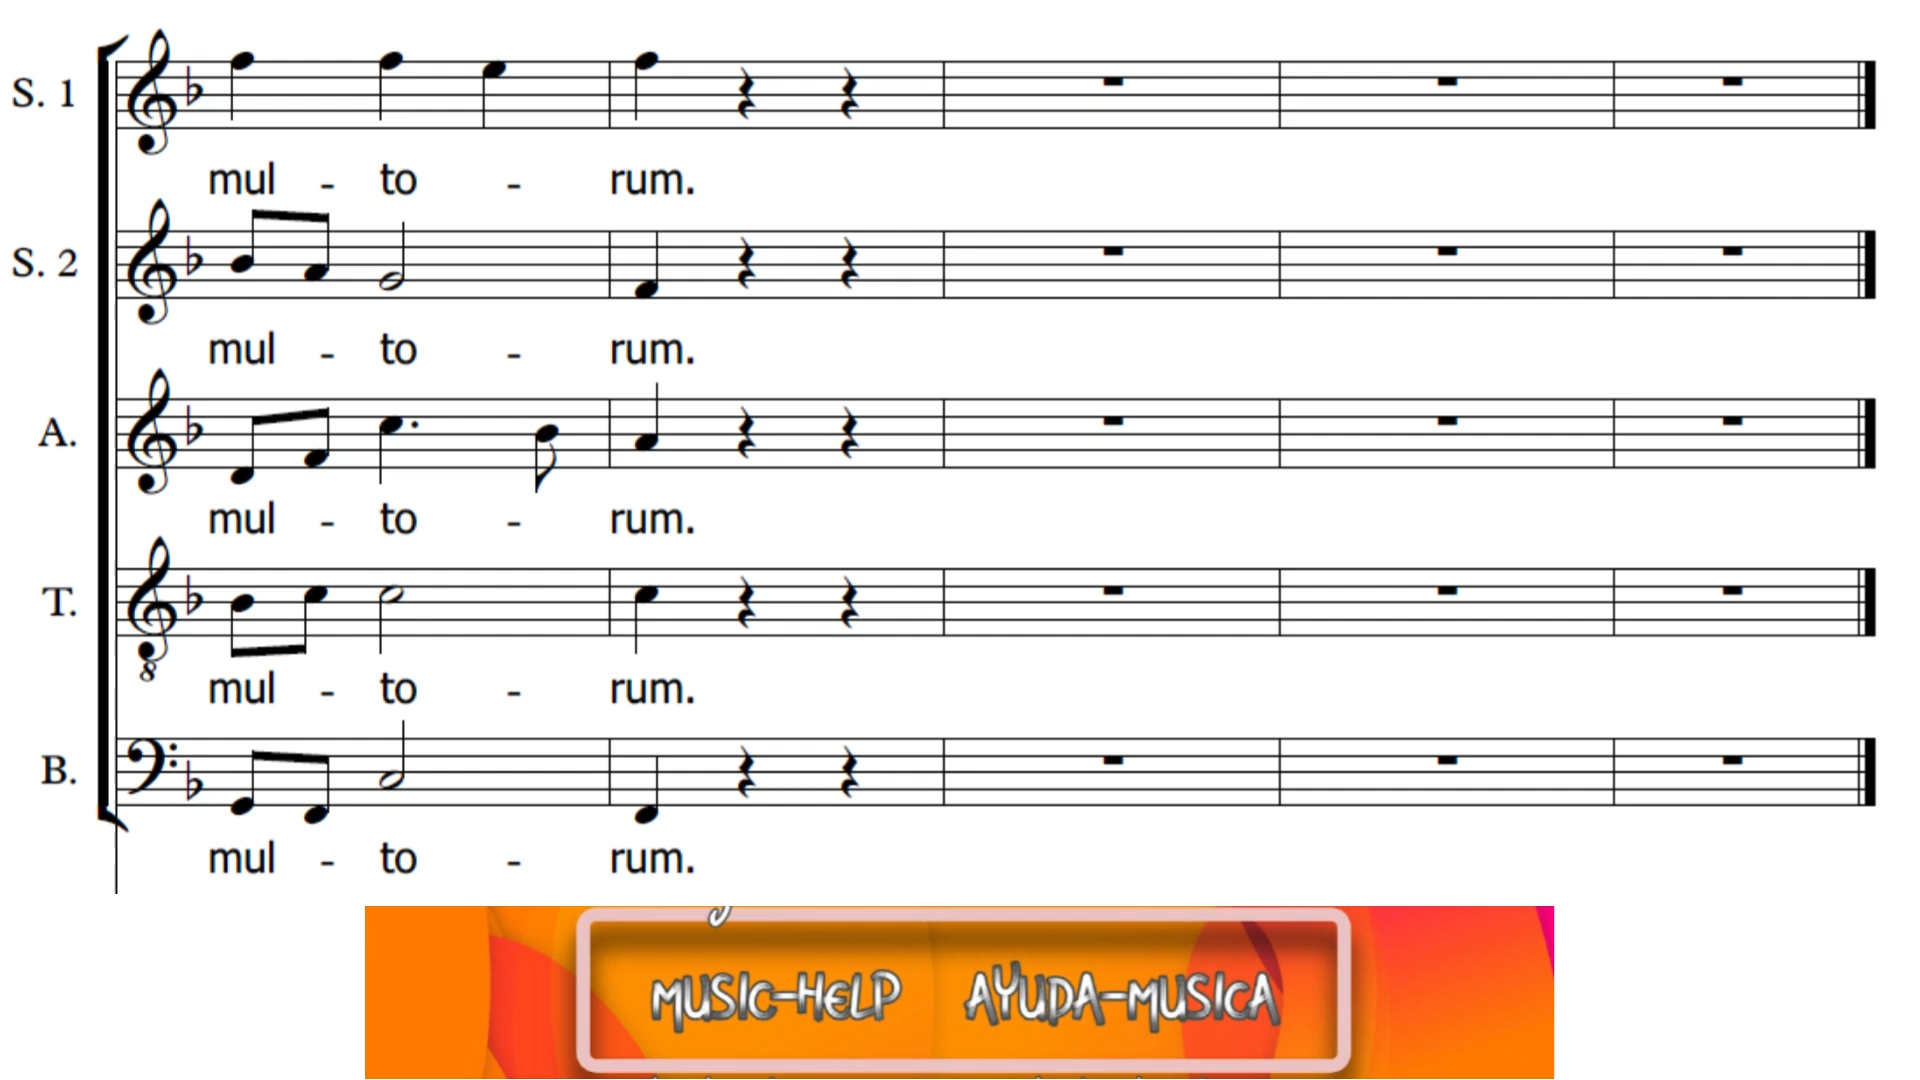 S. 1
mul - to - rum.
S. 2
mul - to - rum.
A.
mul - to - rum.
T.
8
mul - to - rum.
B.
mul - to - rum.
MUSIC-HELP AYUDA-MUSICA